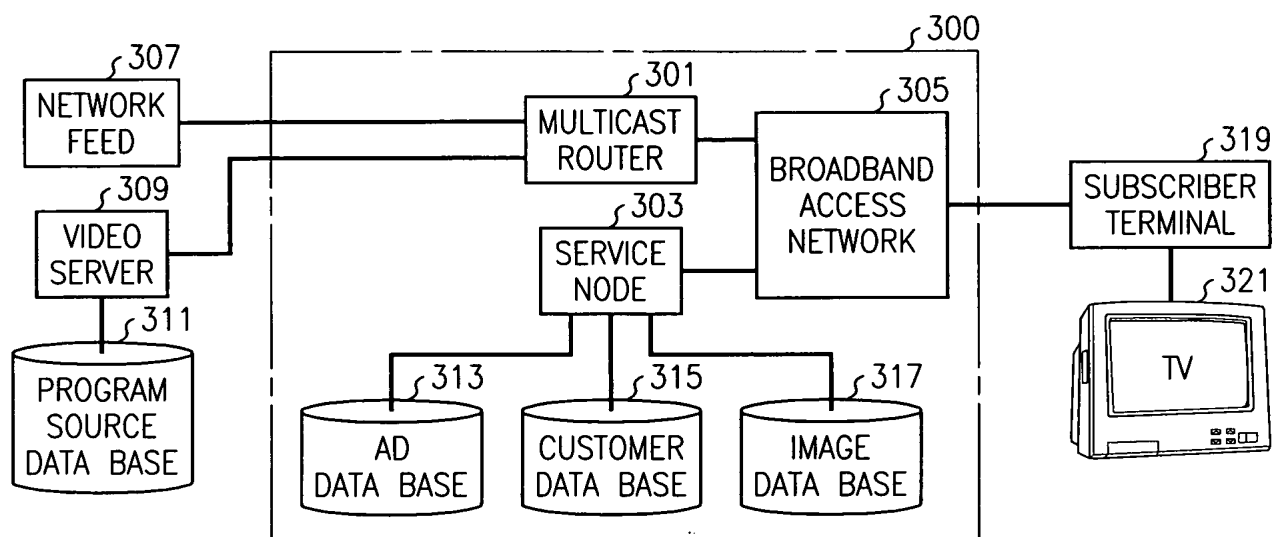 300
307
NETWORK
FEED
301
MULTICAST
ROUTER
305
BROADBAND
ACCESS
NETWORK
319
SUBSCRIBER
TERMINAL
309
VIDEO
SERVER
303
SERVICE
NODE
321
TV
311
PROGRAM
SOURCE
DATA BASE
313
AD
DATA BASE
315
CUSTOMER
DATA BASE
317
IMAGE
DATA BASE